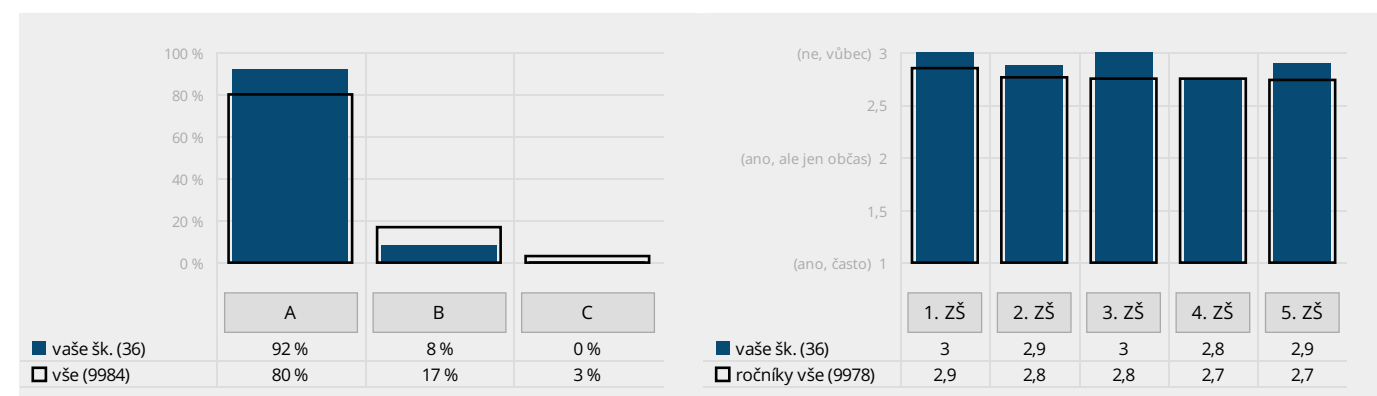 100 %
80 %
60 %
40 %
20 %
0 %
A B C
vaše šk. (36) 92 % 8 % 0 %
vše (9984) 80 % 17 % 3 %
(ne, vůbec) 3
2,5
(ano, ale jen občas) 2
1,5
(ano, často) 1
1. ZŠ 2. ZŠ 3. ZŠ 4. ZŠ 5. ZŠ
vaše šk. (36) 3 2,9 3 2,8 2,9
ročníky vše (9978) 2,9 2,8 2,8 2,7 2,7